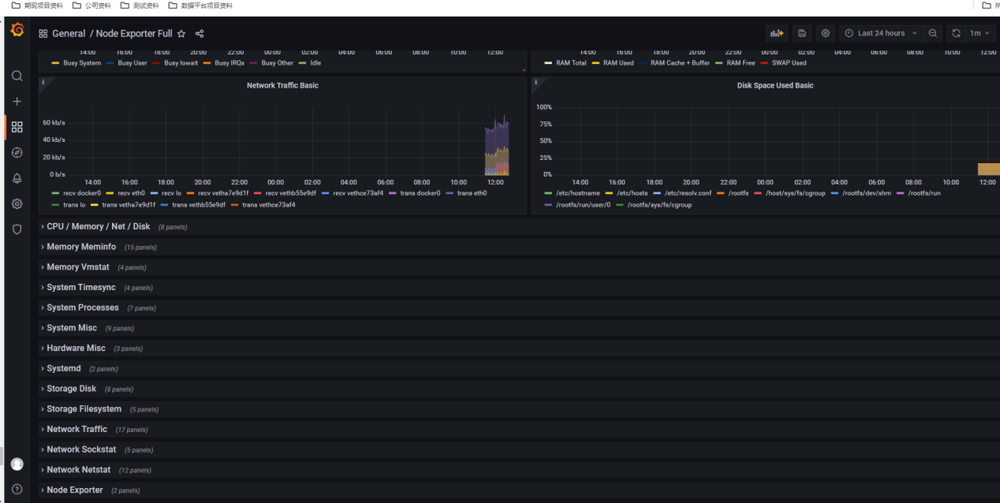 期现项目资料 公司资料 测试资料 数据平台项目资料
General / Node Exporter Full Last 24 hours 1m
14:00 16:00 18:00 20:00 22:00 00:00 02:00 04:00 06:00 08:00 10:00 12:00
Busy System Busy User Busy Iowait Busy IRQs Busy Other Idle
14:00 16:00 18:00 20:00 22:00 00:00 02:00 04:00 06:00 08:00 10:00 12:00
RAM Total RAM Used RAM Cache + Buffer RAM Free SWAP Used
Network Traffic Basic
60 kb/s
40 kb/s
20 kb/s
0 b/s
14:00 16:00 18:00 20:00 22:00 00:00 02:00 04:00 06:00 08:00 10:00 12:00
recv docker0 recv eth0 recv lo recv vetha7e9d1f recv vethb55e9df recv vethce73af4 trans docker0 trans eth0
trans lo trans vetha7e9d1f trans vethb55e9df trans vethce73af4
Disk Space Used Basic
100%
75%
50%
25%
0%
14:00 16:00 18:00 20:00 22:00 00:00 02:00 04:00 06:00 08:00 10:00 12:00
/etc/hostname /etc/hosts /etc/resolv.conf /rootfs /host/sys/fs/cgroup /rootfs/dev/shm /rootfs/run
/rootfs/run/user/0 /rootfs/sys/fs/cgroup
CPU / Memory / Net / Disk (8 panels)
Memory Meminfo (15 panels)
Memory Vmstat (4 panels)
System Timesync (4 panels)
System Processes (7 panels)
System Misc (9 panels)
Hardware Misc (3 panels)
Systemd (2 panels)
Storage Disk (8 panels)
Storage Filesystem (5 panels)
Network Traffic (17 panels)
Network Sockstat (5 panels)
Network Netstat (12 panels)
Node Exporter (2 panels)